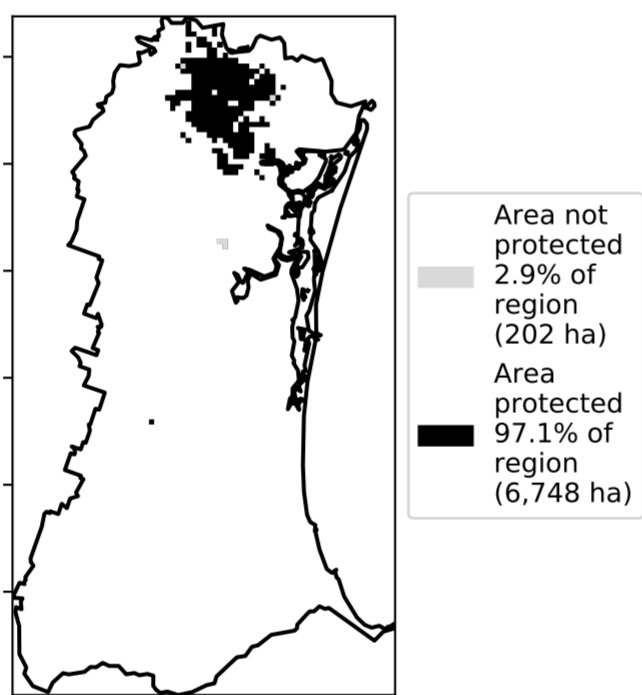 Area not
protected
2.9% of
region
(202 ha)
Area
protected
97.1% of
region
(6,748 ha)